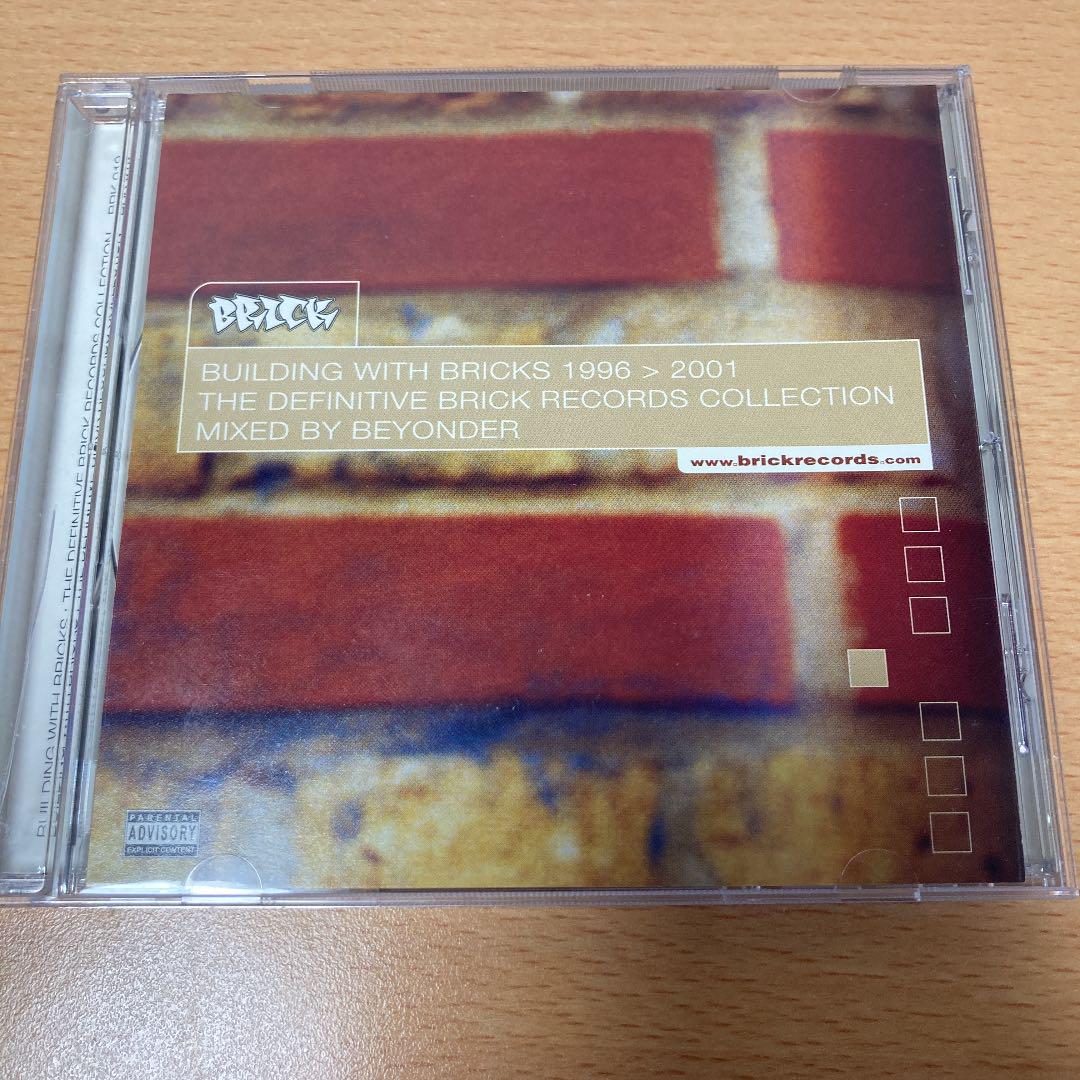 BRICK
BUILDING WITH BRICKS 1996 > 2001
THE DEFINITIVE BRICK RECORDS COLLECTION
MIXED BY BEYONDER
www.brickrecords.com
PARENTAL
ADVISORY
EXPLICIT CONTENT
BUILDING WITH BRICKS · THE DEFINITIVE BRICK RECORDS COLLECTION